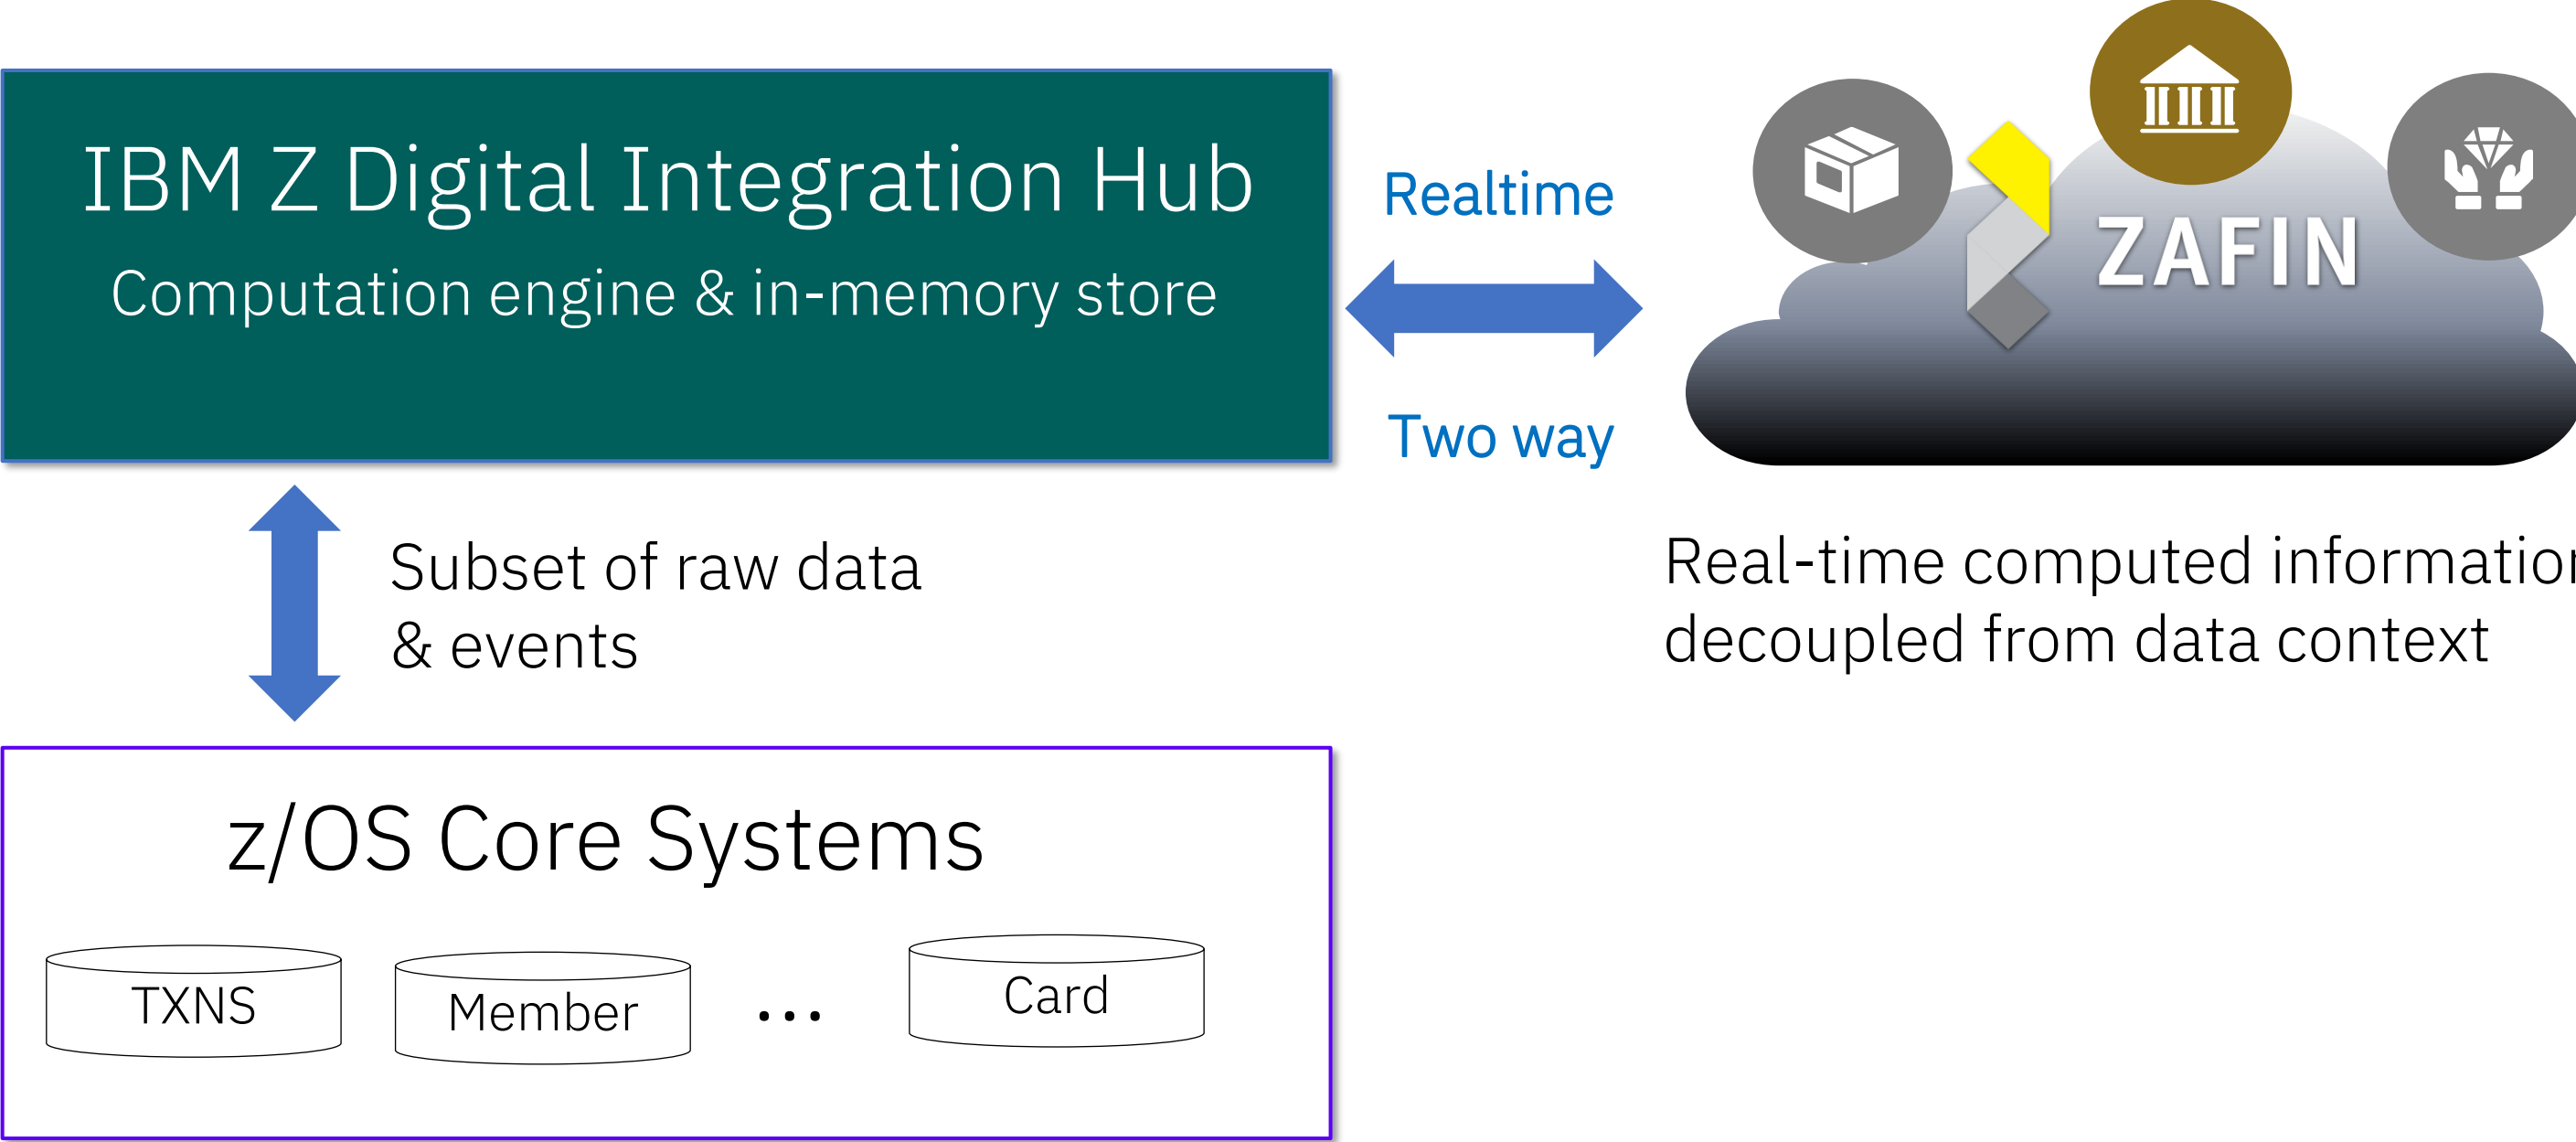 IBM Z Digital Integration Hub
Computation engine & in-memory store
Realtime
Two way
ZAFIN
Subset of raw data
& events
Real-time computed information
decoupled from data context
z/OS Core Systems
TXNS
Member
...
Card